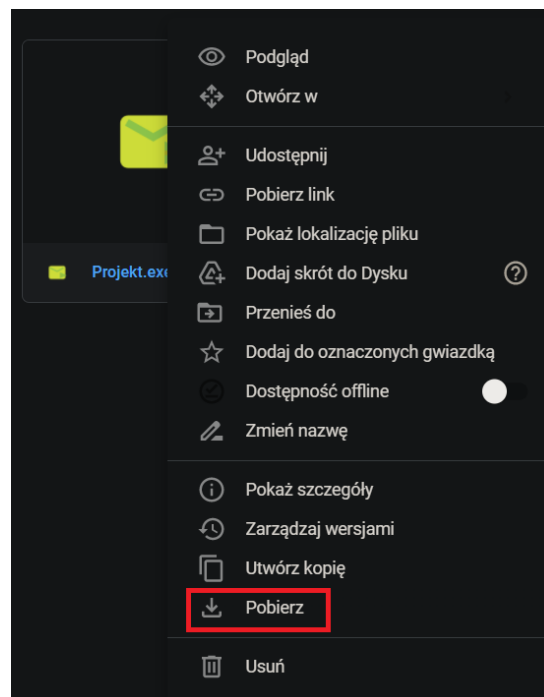 Podgląd
Otwórz w
Udostępnij
Pobierz link
Pokaż lokalizację pliku
Projekt.exe
Dodaj skrót do Dysku
Przenieś do
Dodaj do oznaczonych gwiazdką
Dostępność offline
Zmień nazwę
Pokaż szczegóły
Zarządzaj wersjami
Utwórz kopię
Pobierz
Usuń